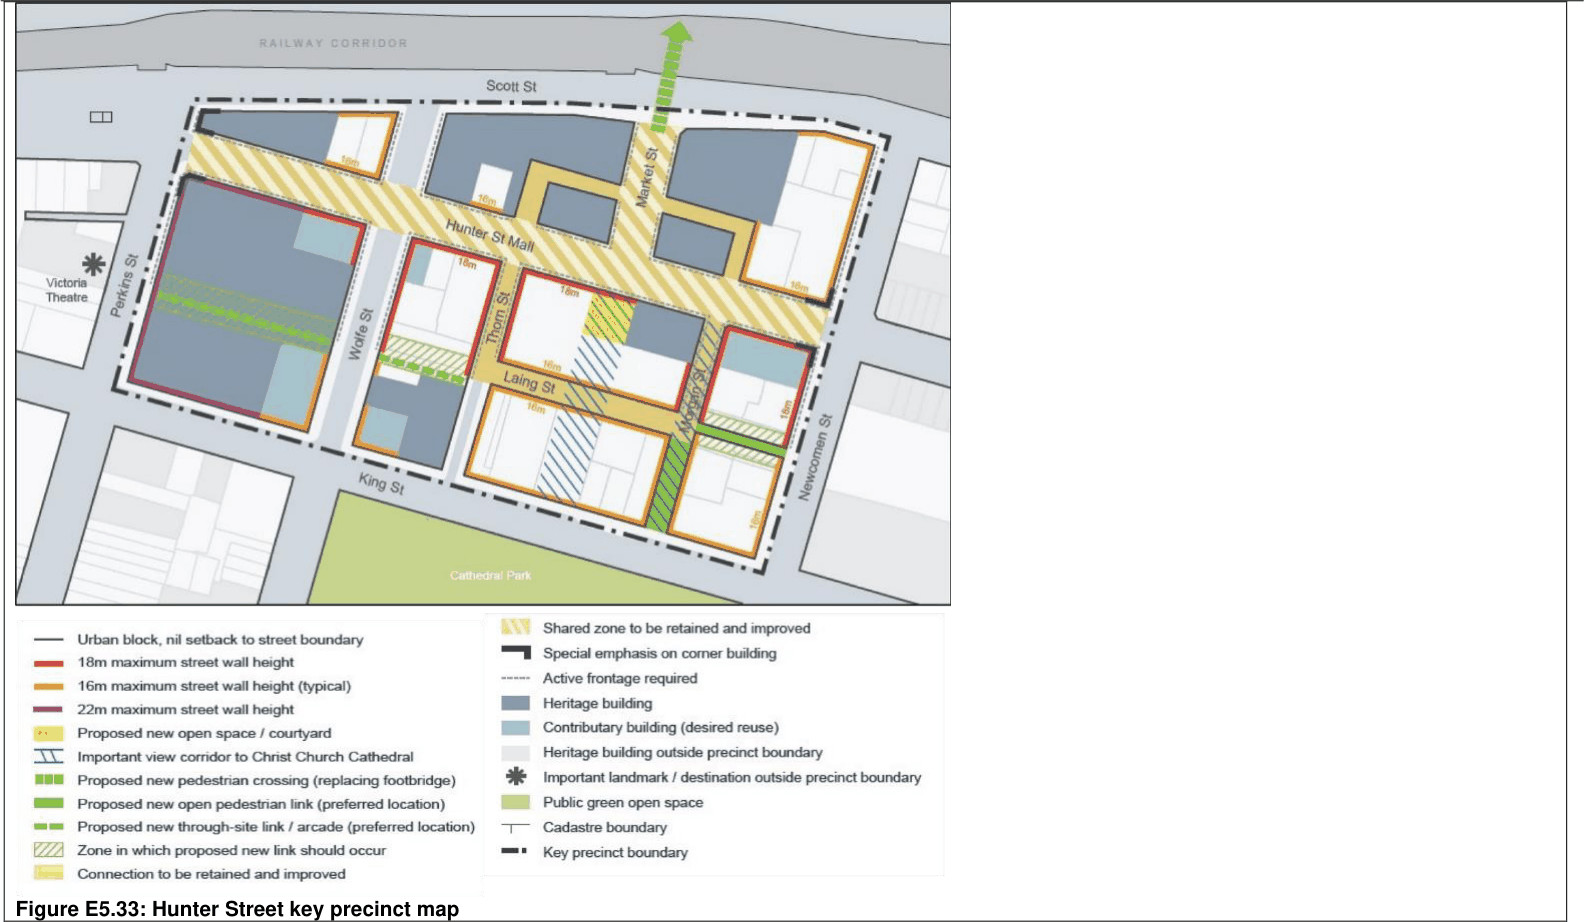 RAILWAY CORRIDOR
Scott St
16m
Market St
16m
Hunter St Mall
Victoria
Theatre
Perkins St
Wolfe St
18m
Thorn St
18m
16m
16m
Laing St
16m
Morgan St
18m
Newcomen St
16m
King St
Cathedral Park
Urban block, nil setback to street boundary
18m maximum street wall height
16m maximum street wall height (typical)
22m maximum street wall height
Proposed new open space / courtyard
Important view corridor to Christ Church Cathedral
Proposed new pedestrian crossing (replacing footbridge)
Proposed new open pedestrian link (preferred location)
Proposed new through-site link / arcade (preferred location)
Zone in which proposed new link should occur
Connection to be retained and improved
Shared zone to be retained and improved
Special emphasis on corner building
Active frontage required
Heritage building
Contributary building (desired reuse)
Heritage building outside precinct boundary
Important landmark / destination outside precinct boundary
Public green open space
Cadastre boundary
Key precinct boundary
Figure E5.33: Hunter Street key precinct map